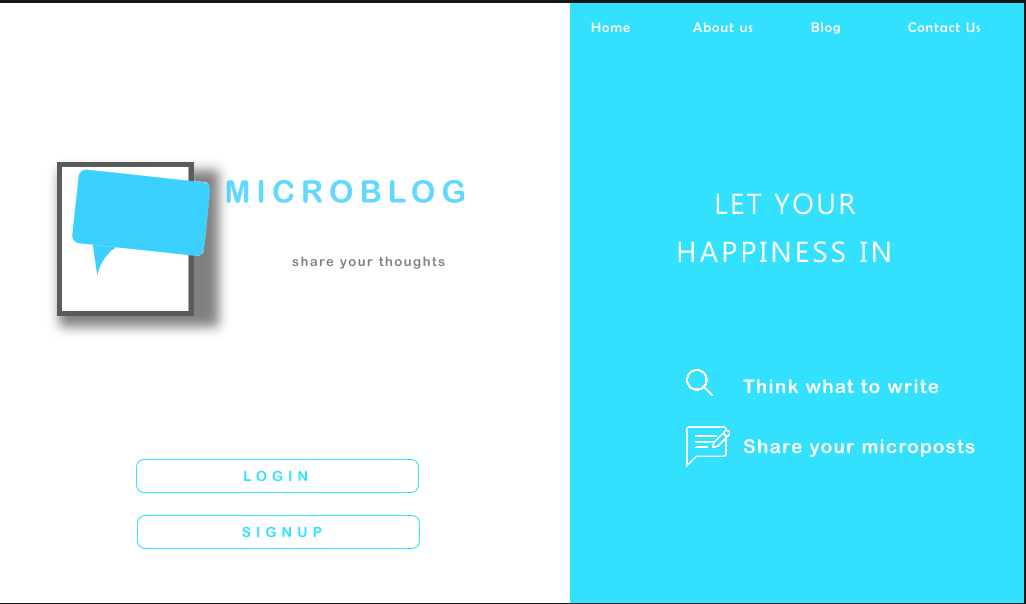 Home About us Blog Contact Us
MICROBLOG
share your thoughts
LOGIN
SIGNUP
LET YOUR
HAPPINESS IN
Think what to write
Share your microposts